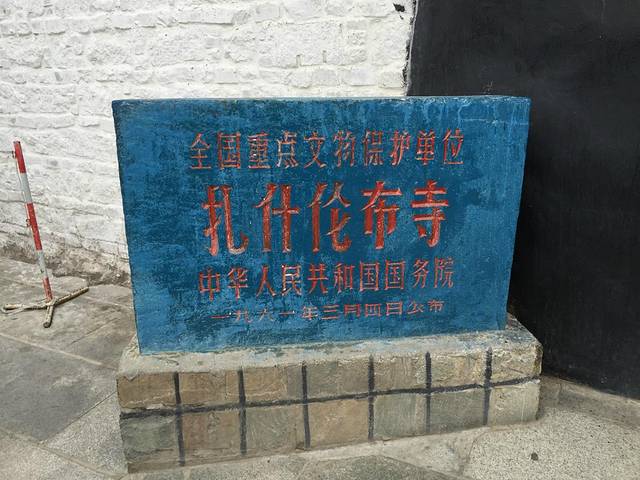 全国重点文物保护单位
扎什伦布寺
中华人民共和国国务院
一九六一年三月四日公布